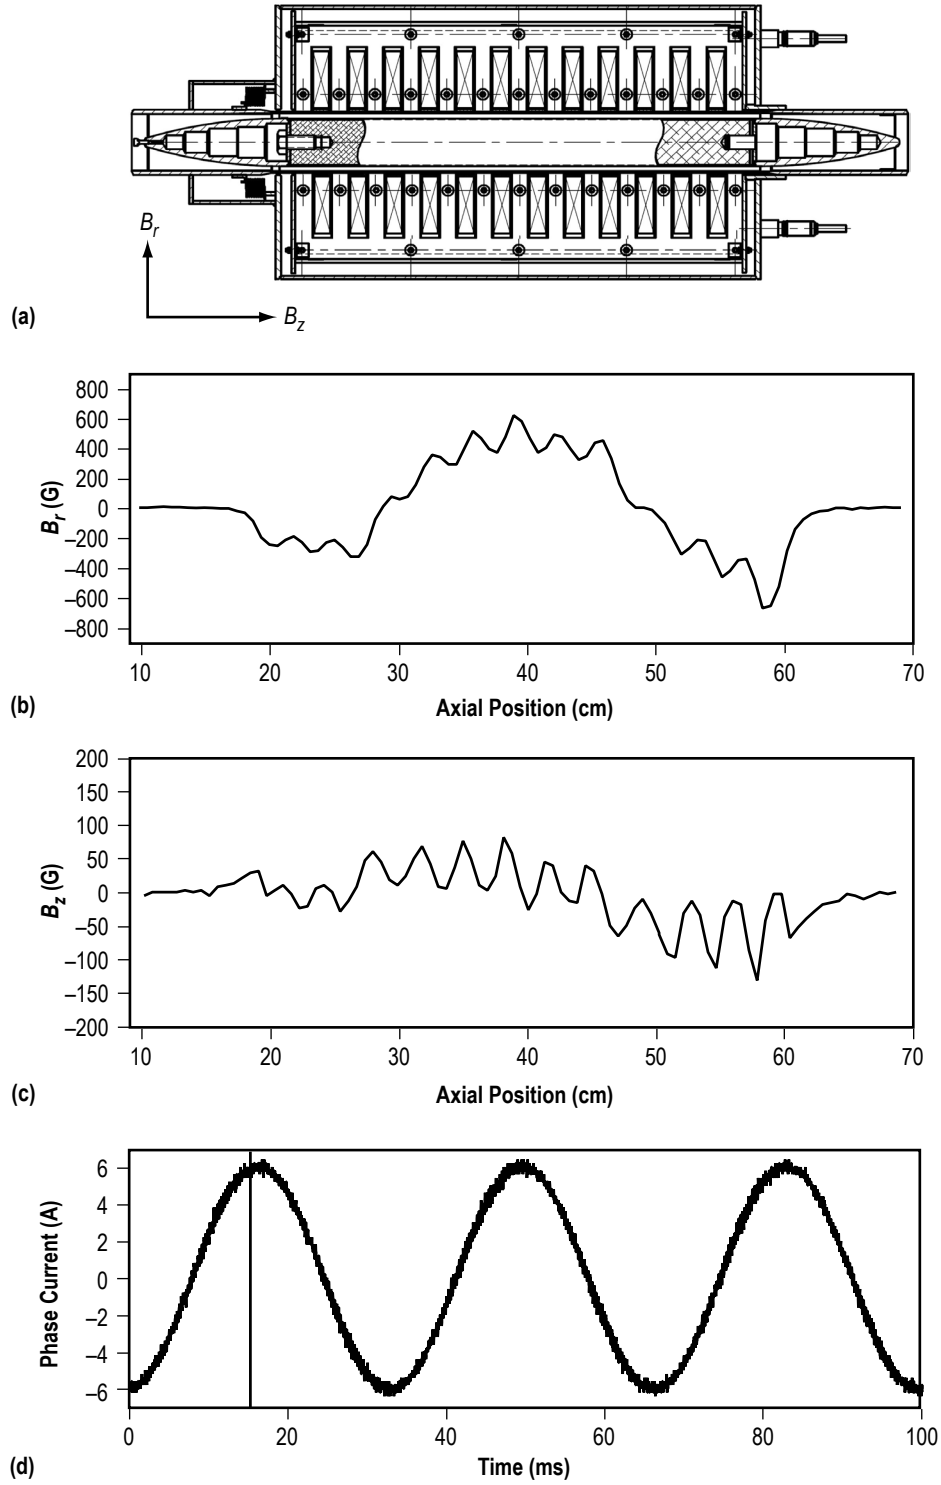 B_r
B_z
(a)
800
600
400
200
0
–200
–400
–600
–800
B_r (G)
10 20 30 40 50 60 70
Axial Position (cm)
(b)
200
150
100
50
0
–50
–100
–150
–200
B_z (G)
10 20 30 40 50 60 70
Axial Position (cm)
(c)
6
4
2
0
–2
–4
–6
Phase Current (A)
0 20 40 60 80 100
Time (ms)
(d)